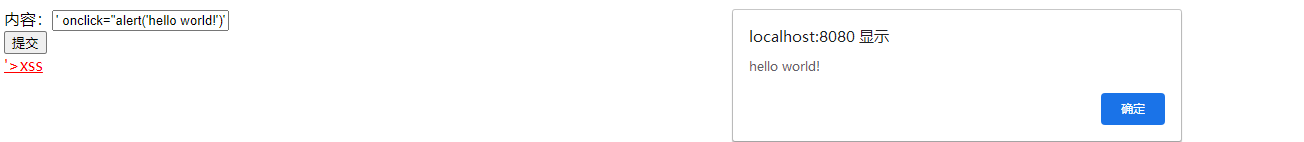 内容：' onclick="alert('hello world!')'
提交
'>XSS
localhost:8080 显示
hello world!
确定